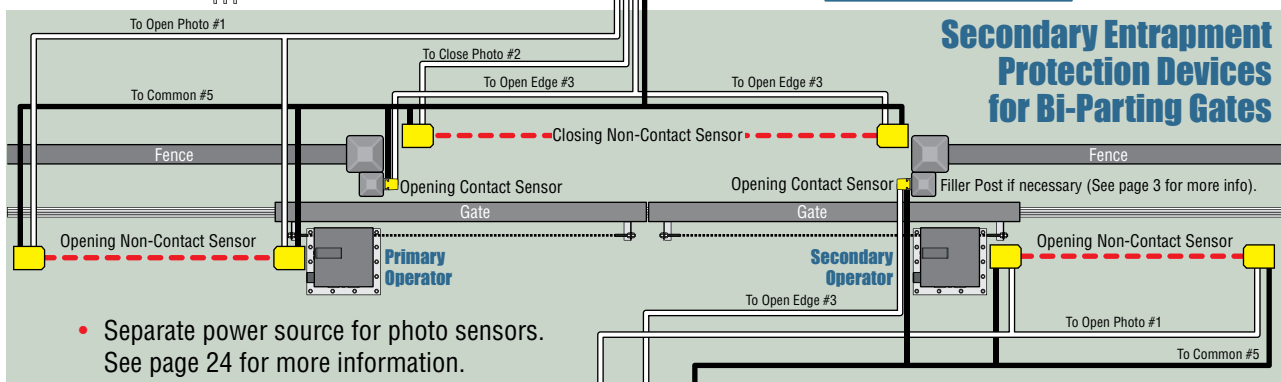 To Open Photo #1
Secondary Entrapment
Protection Devices
for Bi-Parting Gates
To Close Photo #2
To Open Edge #3
To Open Edge #3
To Common #5
Closing Non-Contact Sensor
Fence
Fence
Opening Contact Sensor
Opening Contact Sensor
Filler Post if necessary (See page 3 for more info).
Gate
Gate
Opening Non-Contact Sensor
Opening Non-Contact Sensor
Primary
Operator
Secondary
Operator
To Open Edge #3
• Separate power source for photo sensors.
See page 24 for more information.
To Open Photo #1
To Common #5